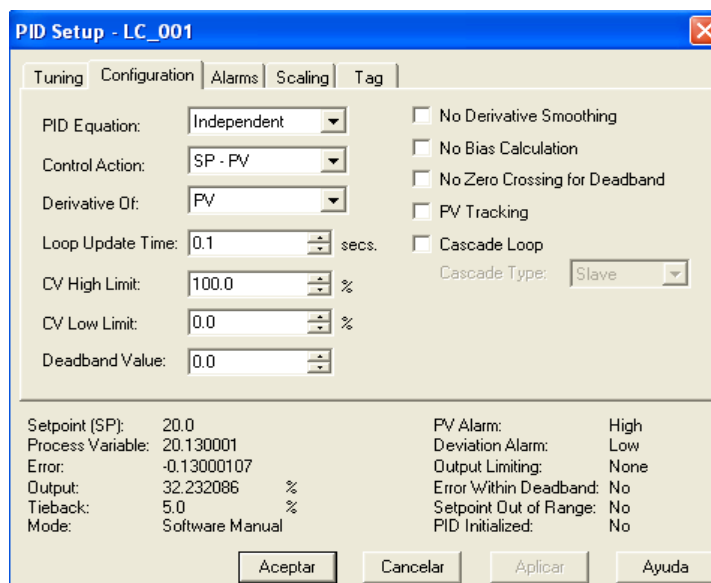 PID Setup - LC_001
Tuning Configuration Alarms Scaling Tag
PID Equation: Independent
Control Action: SP - PV
Derivative Of: PV
Loop Update Time: 0.1 secs.
CV High Limit: 100.0 %
CV Low Limit: 0.0 %
Deadband Value: 0.0
No Derivative Smoothing
No Bias Calculation
No Zero Crossing for Deadband
PV Tracking
Cascade Loop
Cascade Type: Slave
Setpoint (SP): 20.0
Process Variable: 20.130001
Error: -0.13000107
Output: 32.232086 %
Tieback: 5.0 %
Mode: Software Manual
PV Alarm: High
Deviation Alarm: Low
Output Limiting: None
Error Within Deadband: No
Setpoint Out of Range: No
PID Initialized: No
Aceptar Cancelar Aplicar Ayuda